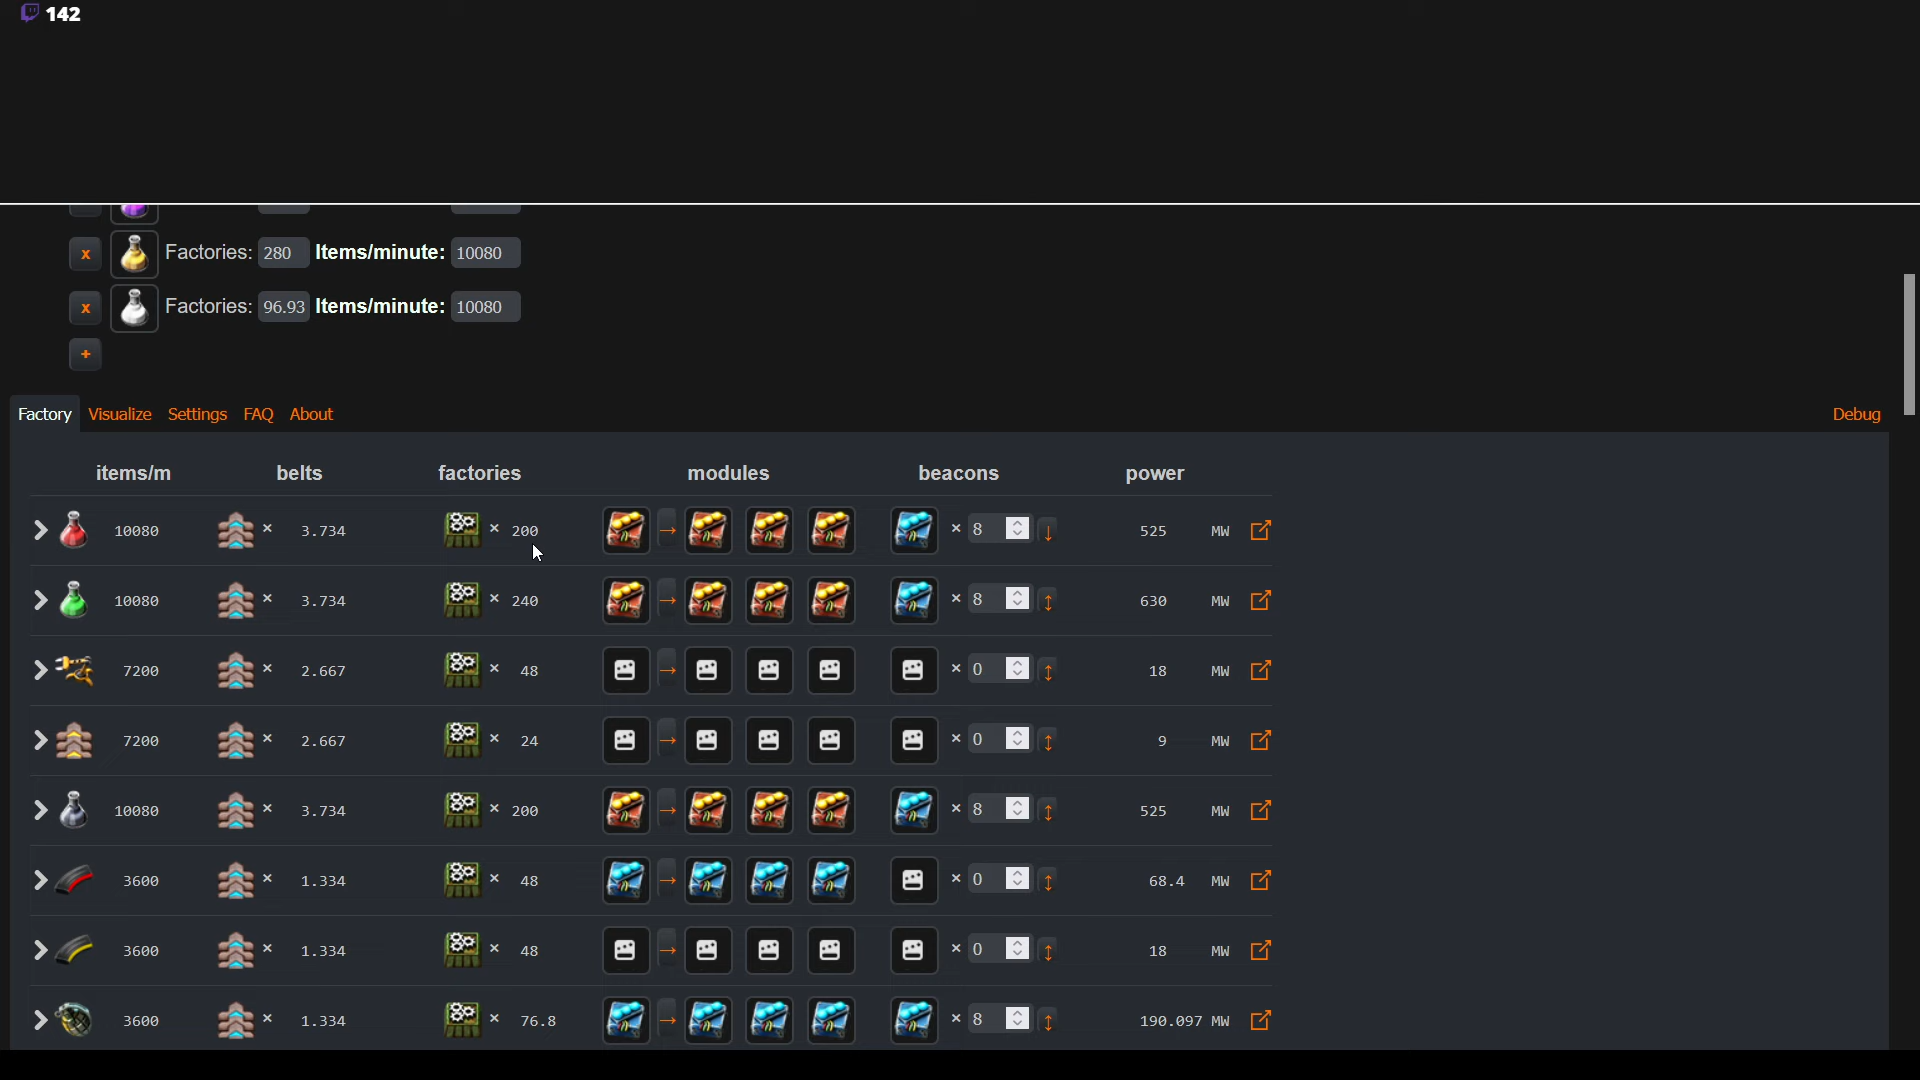 142
x Factories: 280 Items/minute: 10080
x Factories: 96.93 Items/minute: 10080
+
Factory Visualize Settings FAQ About Debug
items/m belts factories modules beacons power
10080 × 3.734 × 200 → × 8 ↓ 525 MW
10080 × 3.734 × 240 → × 8 ↕ 630 MW
7200 × 2.667 × 48 → × 0 ↕ 18 MW
7200 × 2.667 × 24 → × 0 ↕ 9 MW
10080 × 3.734 × 200 → × 8 ↕ 525 MW
3600 × 1.334 × 48 → × 0 ↕ 68.4 MW
3600 × 1.334 × 48 → × 0 ↕ 18 MW
3600 × 1.334 × 76.8 → × 8 ↕ 190.097 MW